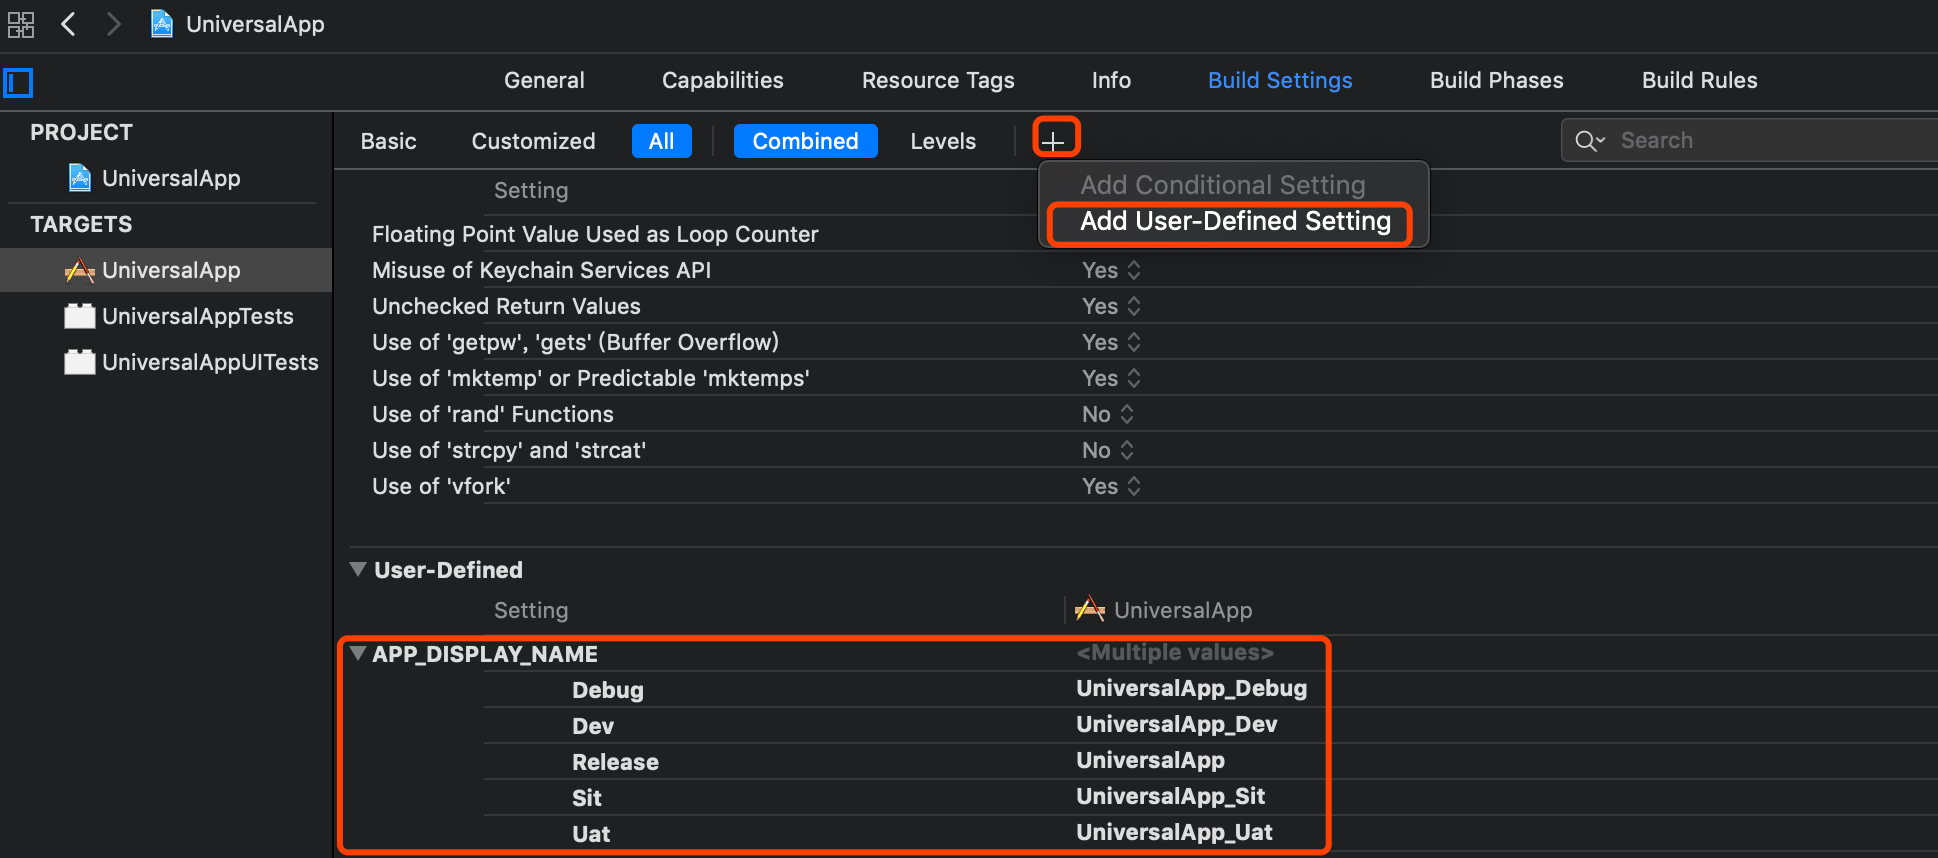 UniversalApp
General Capabilities Resource Tags Info Build Settings Build Phases Build Rules
PROJECT
UniversalApp
TARGETS
UniversalApp
UniversalAppTests
UniversalAppUITests
Basic Customized All Combined Levels + Search
Add Conditional Setting
Add User-Defined Setting
Setting
Floating Point Value Used as Loop Counter
Misuse of Keychain Services API Yes
Unchecked Return Values Yes
Use of 'getpw', 'gets' (Buffer Overflow) Yes
Use of 'mktemp' or Predictable 'mktemps' Yes
Use of 'rand' Functions No
Use of 'strcpy' and 'strcat' No
Use of 'vfork' Yes
User-Defined
Setting UniversalApp
APP_DISPLAY_NAME <Multiple values>
Debug UniversalApp_Debug
Dev UniversalApp_Dev
Release UniversalApp
Sit UniversalApp_Sit
Uat UniversalApp_Uat